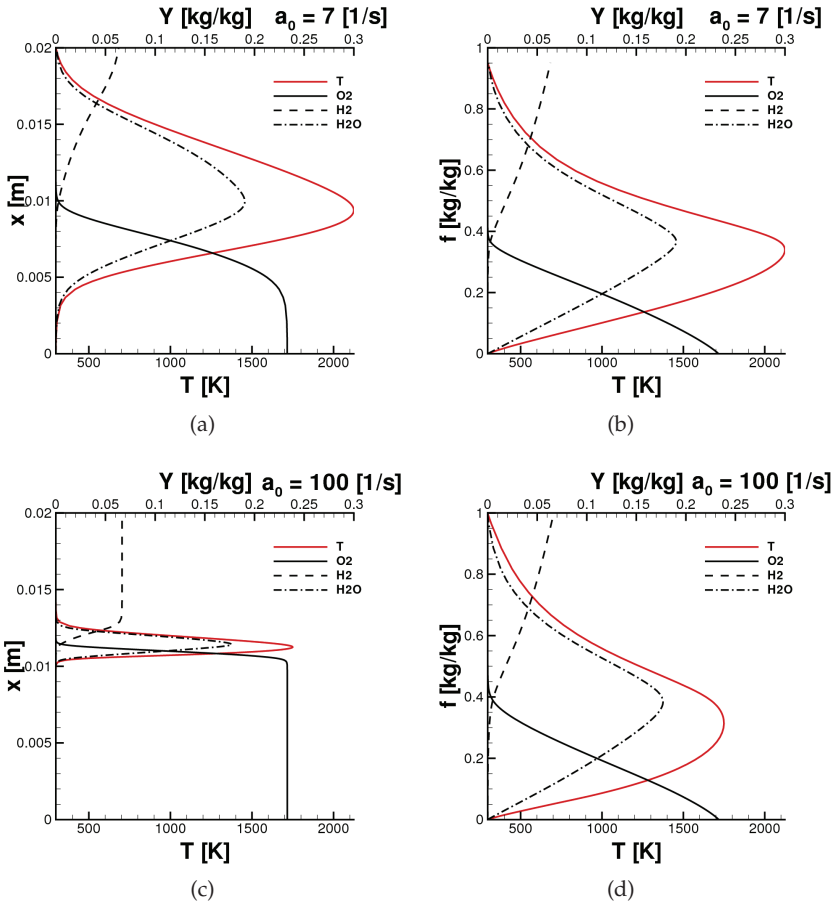 Y [kg/kg] a₀ = 7 [1/s]
0 0.05 0.1 0.15 0.2 0.25 0.3
0.02
0.015
0.01
0.005
0
x [m]
T
O2
H2
H2O
500 1000 1500 2000
T [K]
(a)
Y [kg/kg] a₀ = 7 [1/s]
0 0.05 0.1 0.15 0.2 0.25 0.3
1
0.8
0.6
0.4
0.2
0
f [kg/kg]
T
O2
H2
H2O
500 1000 1500 2000
T [K]
(b)
Y [kg/kg] a₀ = 100 [1/s]
0 0.05 0.1 0.15 0.2 0.25 0.3
0.02
0.015
0.01
0.005
0
x [m]
T
O2
H2
H2O
500 1000 1500 2000
T [K]
(c)
Y [kg/kg] a₀ = 100 [1/s]
0 0.05 0.1 0.15 0.2 0.25 0.3
1
0.8
0.6
0.4
0.2
0
f [kg/kg]
T
O2
H2
H2O
500 1000 1500 2000
T [K]
(d)